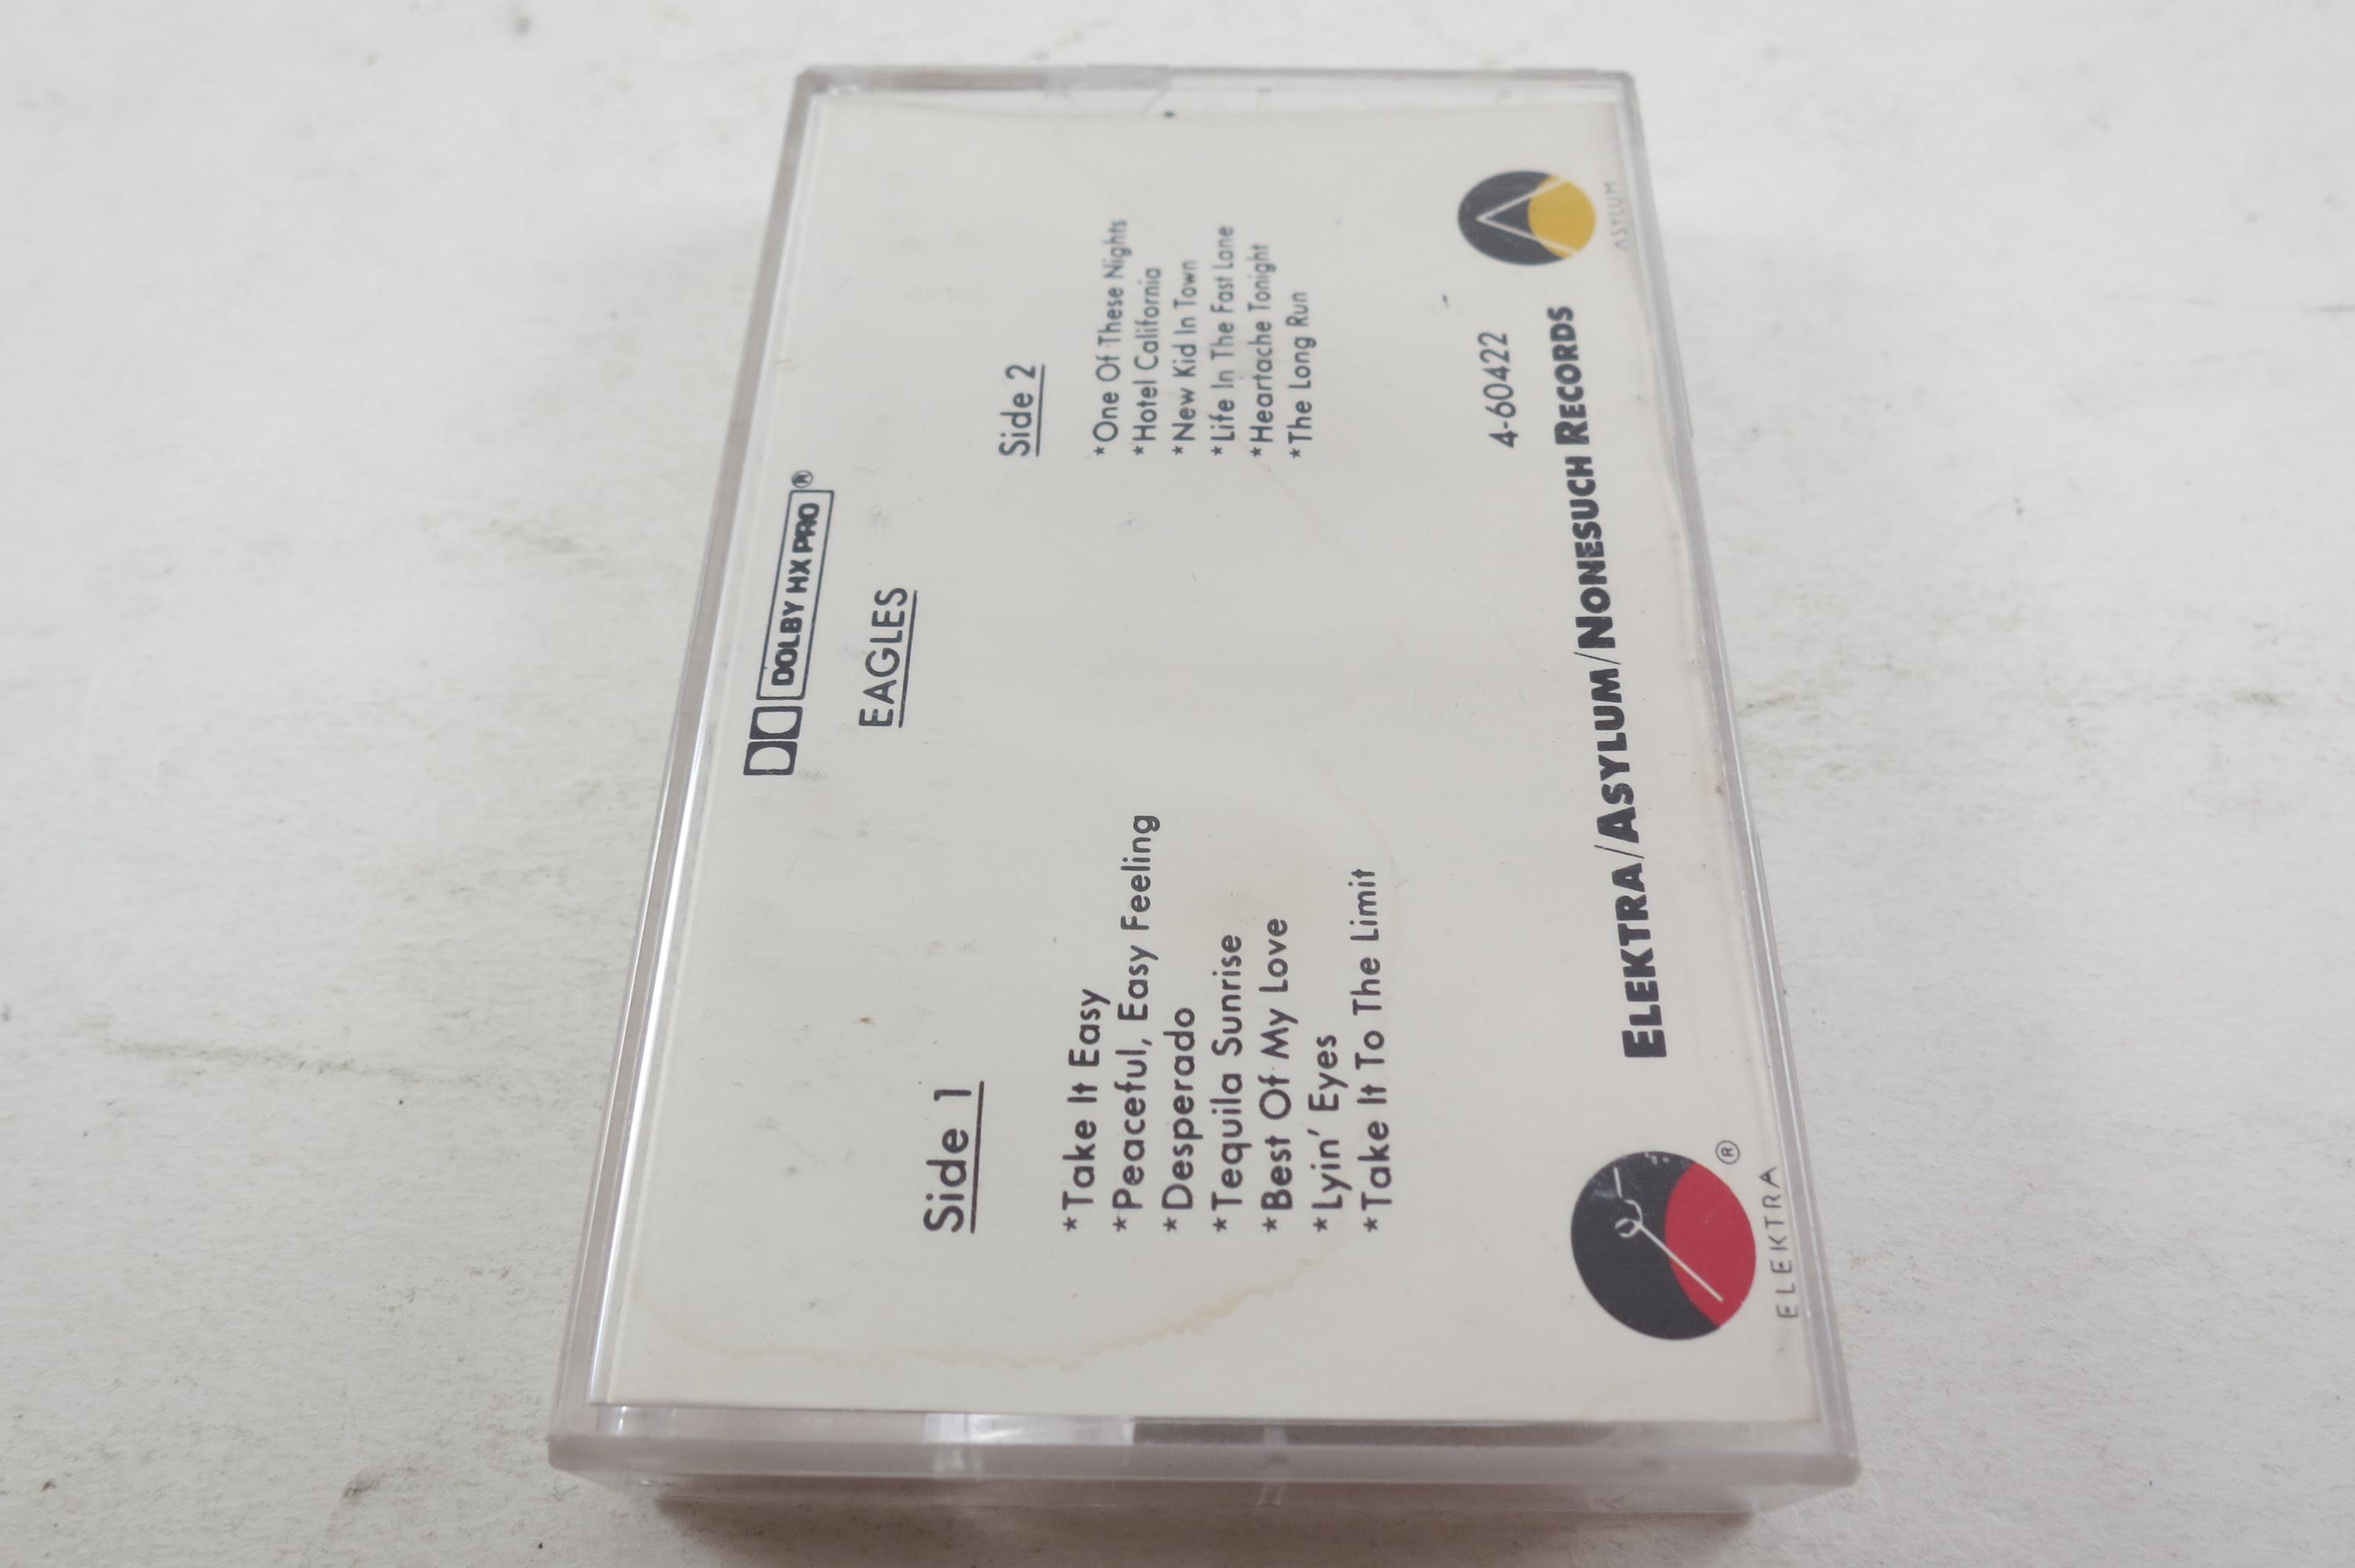 DOLBY HX PRO ®
EAGLES
Side 1
*Take It Easy
*Peaceful, Easy Feeling
*Desperado
*Tequila Sunrise
*Best Of My Love
*Lyin' Eyes
*Take It To The Limit
Side 2
*One Of These Nights
*Hotel California
*New Kid In Town
*Life In The Fast Lane
*Heartache Tonight
*The Long Run
4-60422
ELEKTRA/ASYLUM/NONESUCH RECORDS
®
ELEKTRA
ASYLUM